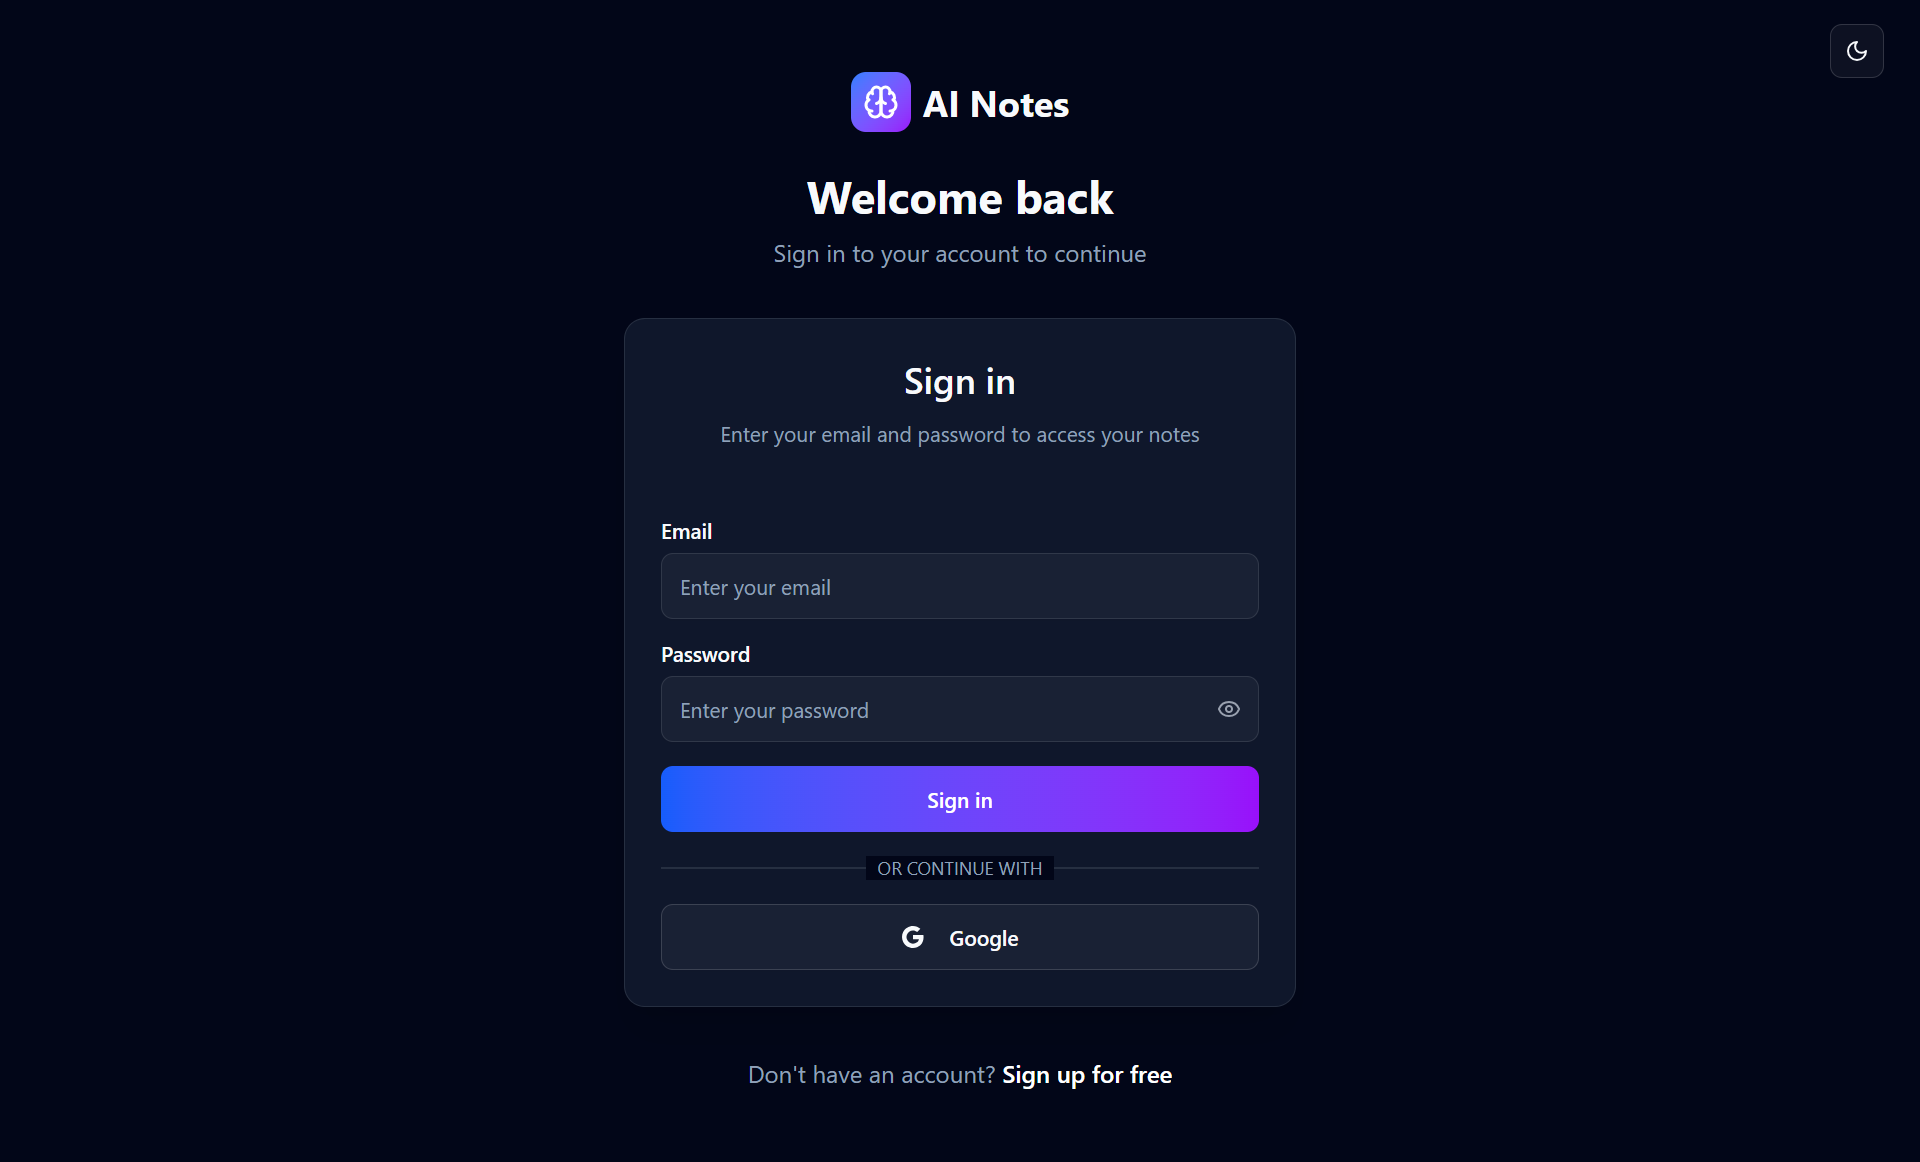 AI Notes
Welcome back
Sign in to your account to continue
Sign in
Enter your email and password to access your notes
Email
Enter your email
Password
Enter your password
Sign in
OR CONTINUE WITH
Google
Don't have an account? Sign up for free